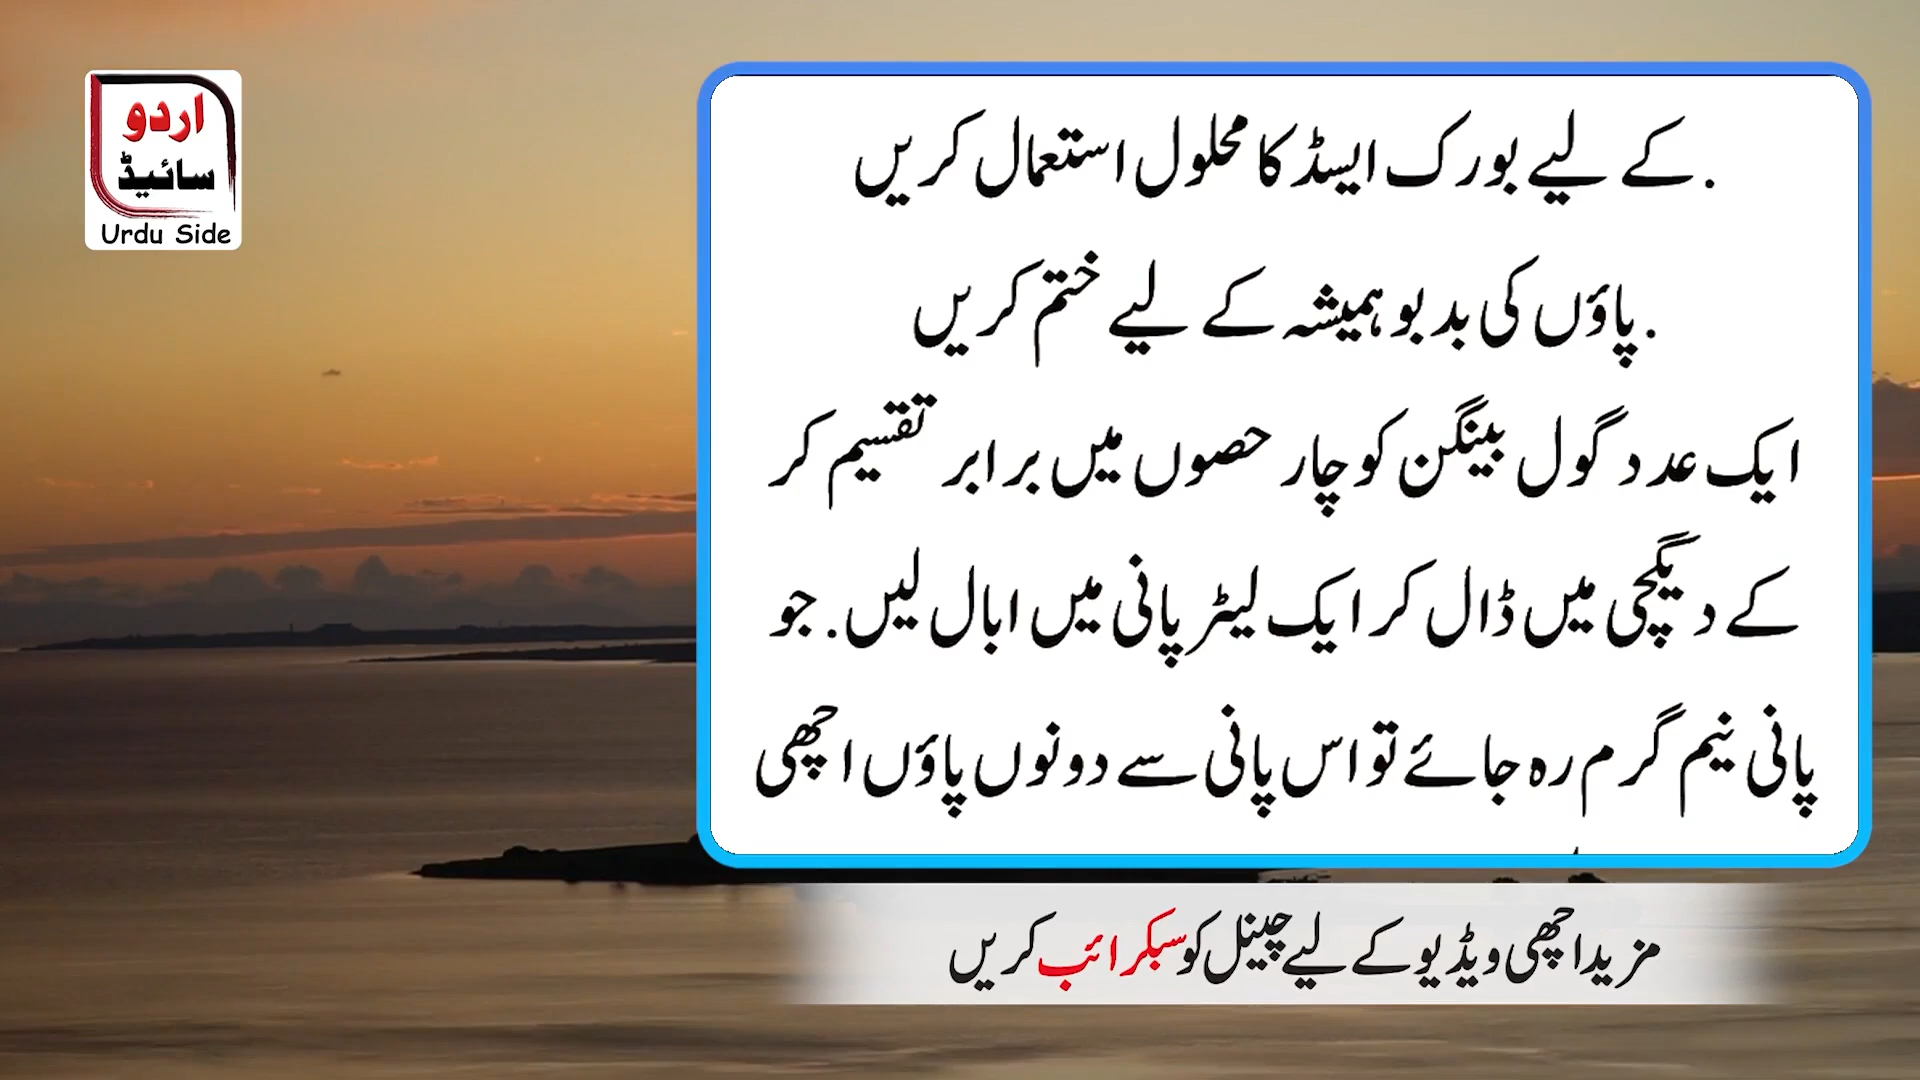 اردو
سائیڈ
Urdu Side
کے لیے بورک ایسڈ کا محلول استعمال کریں.
پاؤں کی بدبو ہمیشہ کے لیے ختم کریں.
ایک عدد گول بینگن کو چار حصوں میں برابر تقسیم کر
کے دیگچی میں ڈال کر ایک لیٹر پانی میں ابال لیں. جو
پانی نیم گرم رہ جائے تو اس پانی سے دونوں پاؤں اچھی
مزید اچھی ویڈیو کے لیے چینل کو سبکرائب کریں